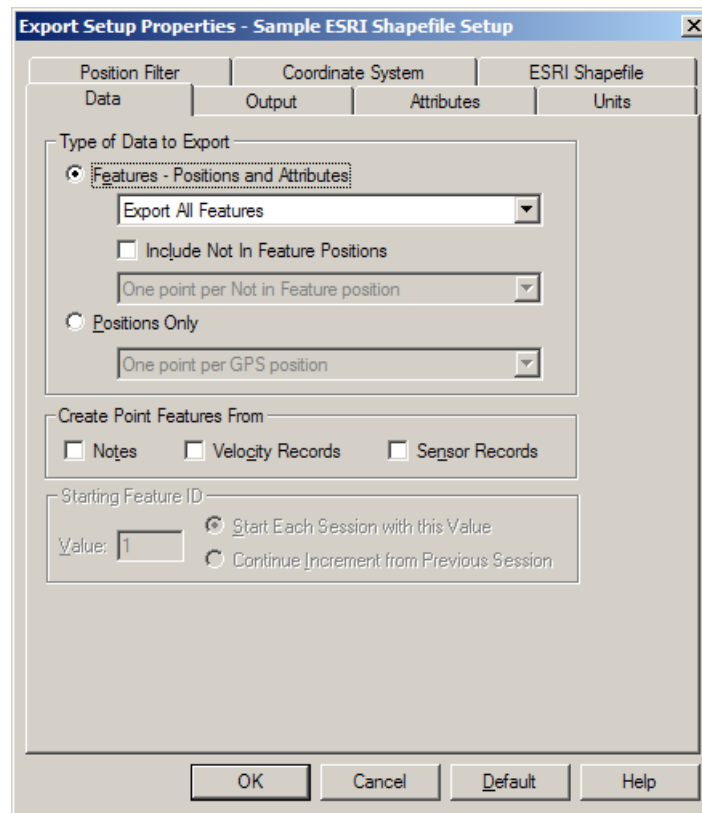 Export Setup Properties - Sample ESRI Shapefile Setup
Position Filter Coordinate System ESRI Shapefile
Data Output Attributes Units
Type of Data to Export
Features - Positions and Attributes
Export All Features
Include Not In Feature Positions
One point per Not in Feature position
Positions Only
One point per GPS position
Create Point Features From
Notes Velocity Records Sensor Records
Starting Feature ID
Value: 1 Start Each Session with this Value
Continue Increment from Previous Session
OK Cancel Default Help